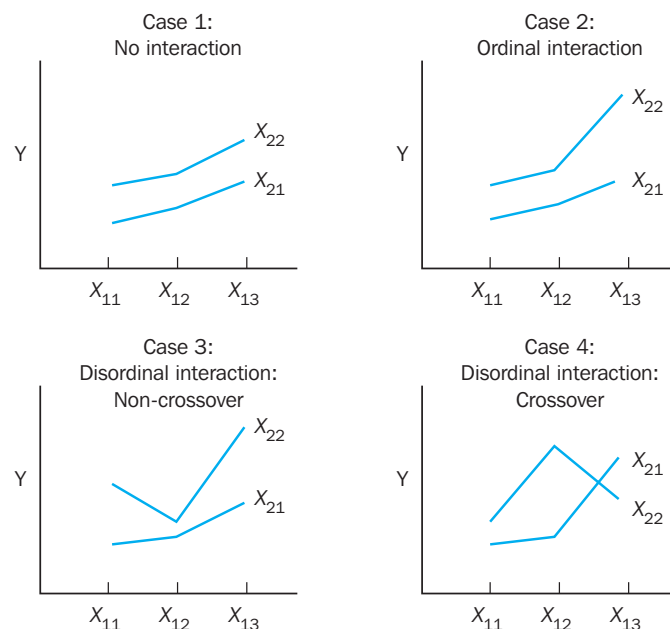 Case 1:
No interaction
Y
X22
X21
X11 X12 X13
Case 2:
Ordinal interaction
Y
X22
X21
X11 X12 X13
Case 3:
Disordinal interaction:
Non-crossover
Y
X22
X21
X11 X12 X13
Case 4:
Disordinal interaction:
Crossover
Y
X21
X22
X11 X12 X13